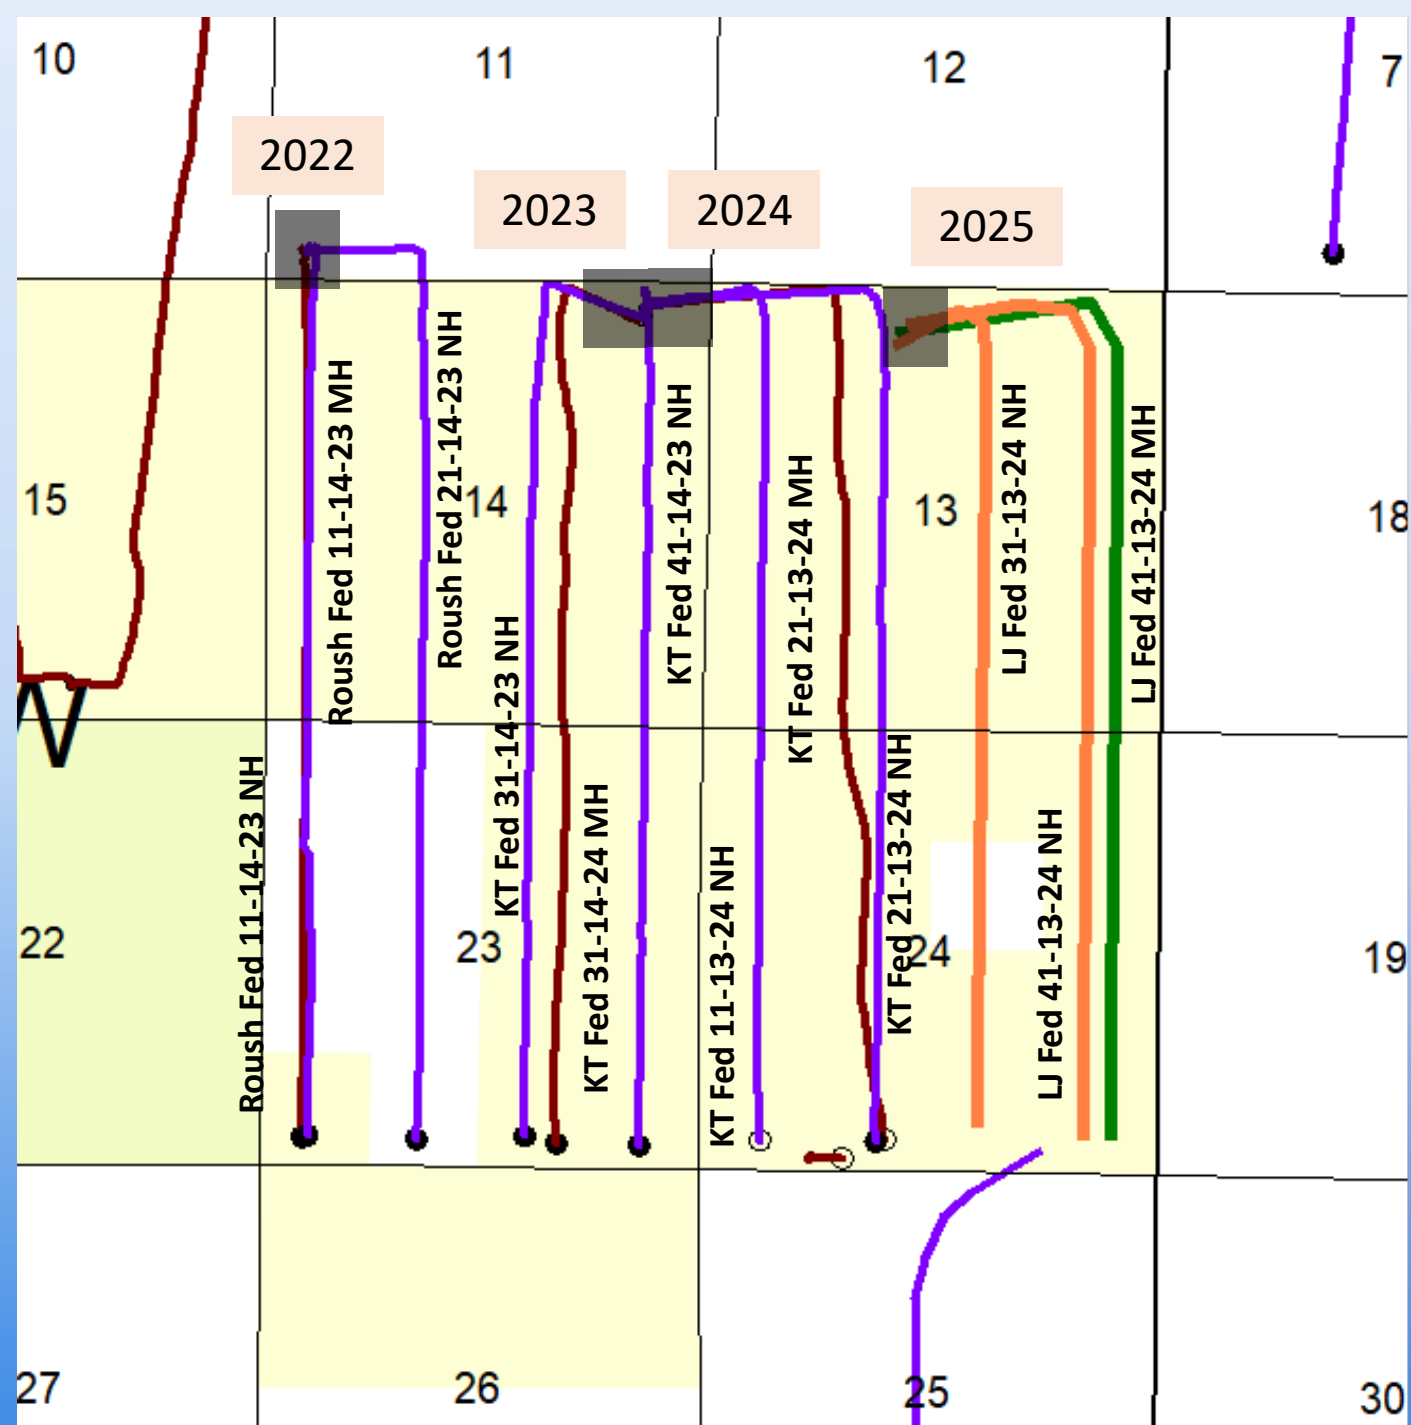 10
11
12
7
2022
2023
2024
2025
15
14
13
18
Roush Fed 11-14-23 MH
Roush Fed 21-14-23 NH
KT Fed 41-14-23 NH
KT Fed 21-13-24 MH
LJ Fed 31-13-24 NH
LJ Fed 41-13-24 MH
W
Roush Fed 11-14-23 NH
KT Fed 31-14-23 NH
KT Fed 31-14-24 MH
KT Fed 11-13-24 NH
KT Fed 21-13-24 NH
LJ Fed 41-13-24 NH
22
23
24
19
27
26
25
30